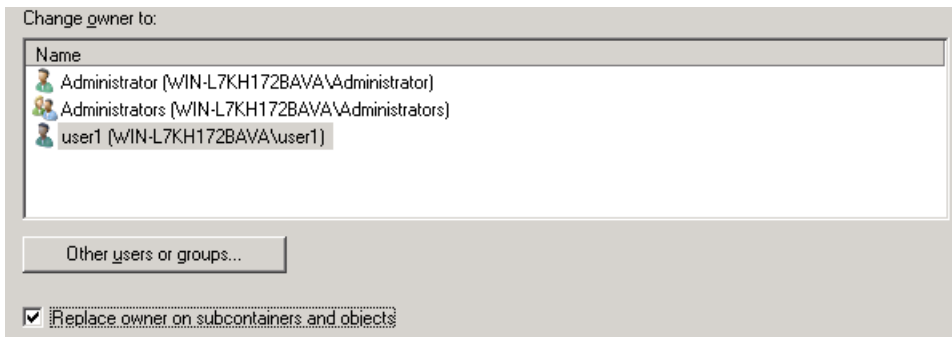 Change owner to:
Name
Administrator (WIN-L7KH172BAVA\Administrator)
Administrators (WIN-L7KH172BAVA\Administrators)
user1 (WIN-L7KH172BAVA\user1)
Other users or groups...
Replace owner on subcontainers and objects